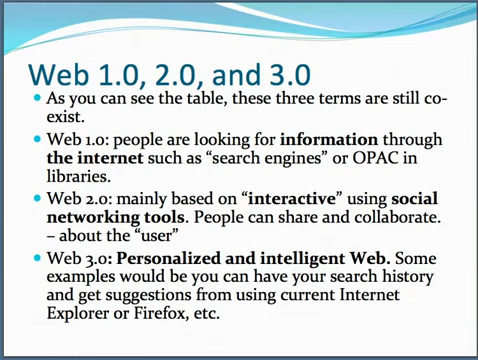 Web 1.0, 2.0, and 3.0
• As you can see the table, these three terms are still co-
exist.
• Web 1.0: people are looking for information through
the internet such as “search engines” or OPAC in
libraries.
• Web 2.0: mainly based on “interactive” using social
networking tools. People can share and collaborate.
– about the “user”
• Web 3.0: Personalized and intelligent Web. Some
examples would be you can have your search history
and get suggestions from using current Internet
Explorer or Firefox, etc.